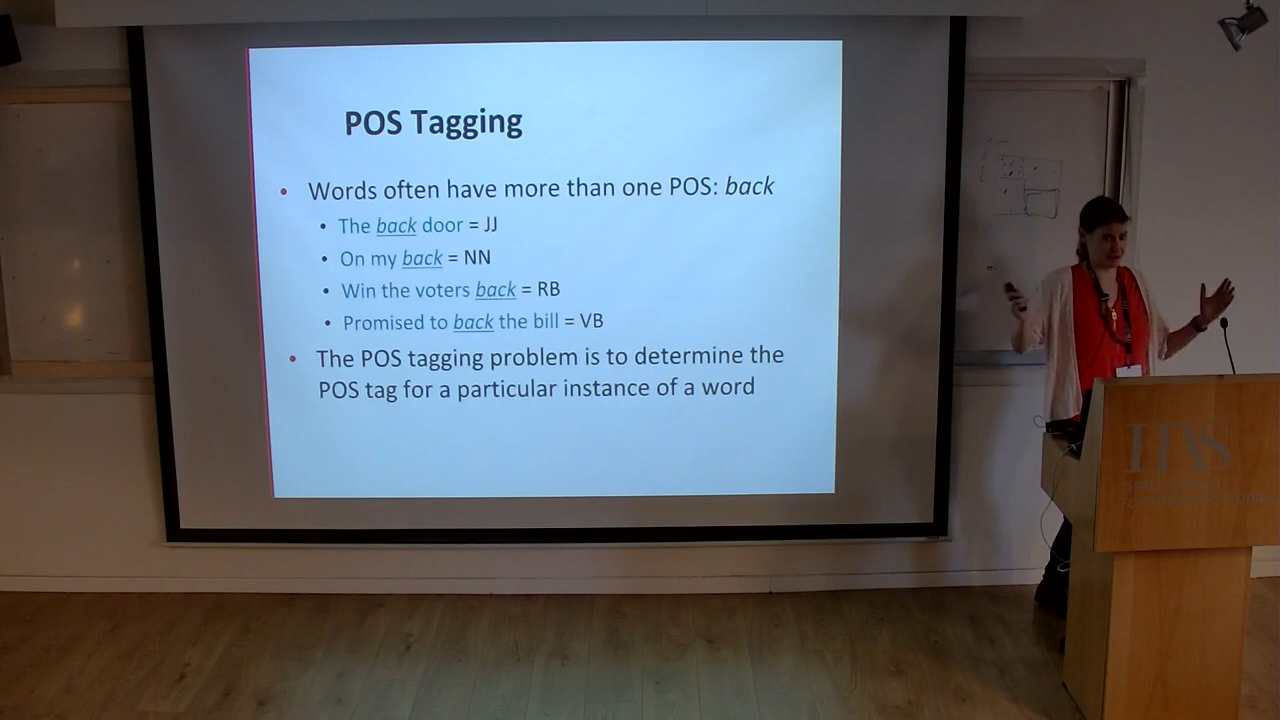 POS Tagging
• Words often have more than one POS: back
• The back door = JJ
• On my back = NN
• Win the voters back = RB
• Promised to back the bill = VB
• The POS tagging problem is to determine the
POS tag for a particular instance of a word
IIAS